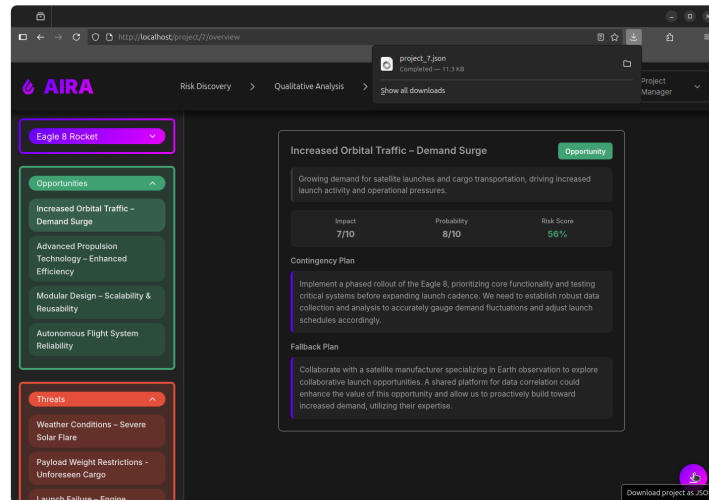 http://localhost/project/7/overview
project_7.json
Completed — 11.3 KB
Show all downloads
AIRA
Risk Discovery
Qualitative Analysis
Project
Manager
Eagle 8 Rocket
Opportunities
Increased Orbital Traffic –
Demand Surge
Advanced Propulsion
Technology – Enhanced
Efficiency
Modular Design – Scalability &
Reusability
Autonomous Flight System
Reliability
Threats
Weather Conditions – Severe
Solar Flare
Payload Weight Restrictions -
Unforeseen Cargo
Launch Failure – Engine
Increased Orbital Traffic – Demand Surge
Opportunity
Growing demand for satellite launches and cargo transportation, driving increased
launch activity and operational pressures.
Impact
7/10
Probability
8/10
Risk Score
56%
Contingency Plan
Implement a phased rollout of the Eagle 8, prioritizing core functionality and testing
critical systems before expanding launch cadence. We need to establish robust data
collection and analysis to accurately gauge demand fluctuations and adjust launch
schedules accordingly.
Fallback Plan
Collaborate with a satellite manufacturer specializing in Earth observation to explore
collaborative launch opportunities. A shared platform for data correlation could
enhance the value of this opportunity and allow us to proactively build toward
increased demand, utilizing their expertise.
Download project as JSO